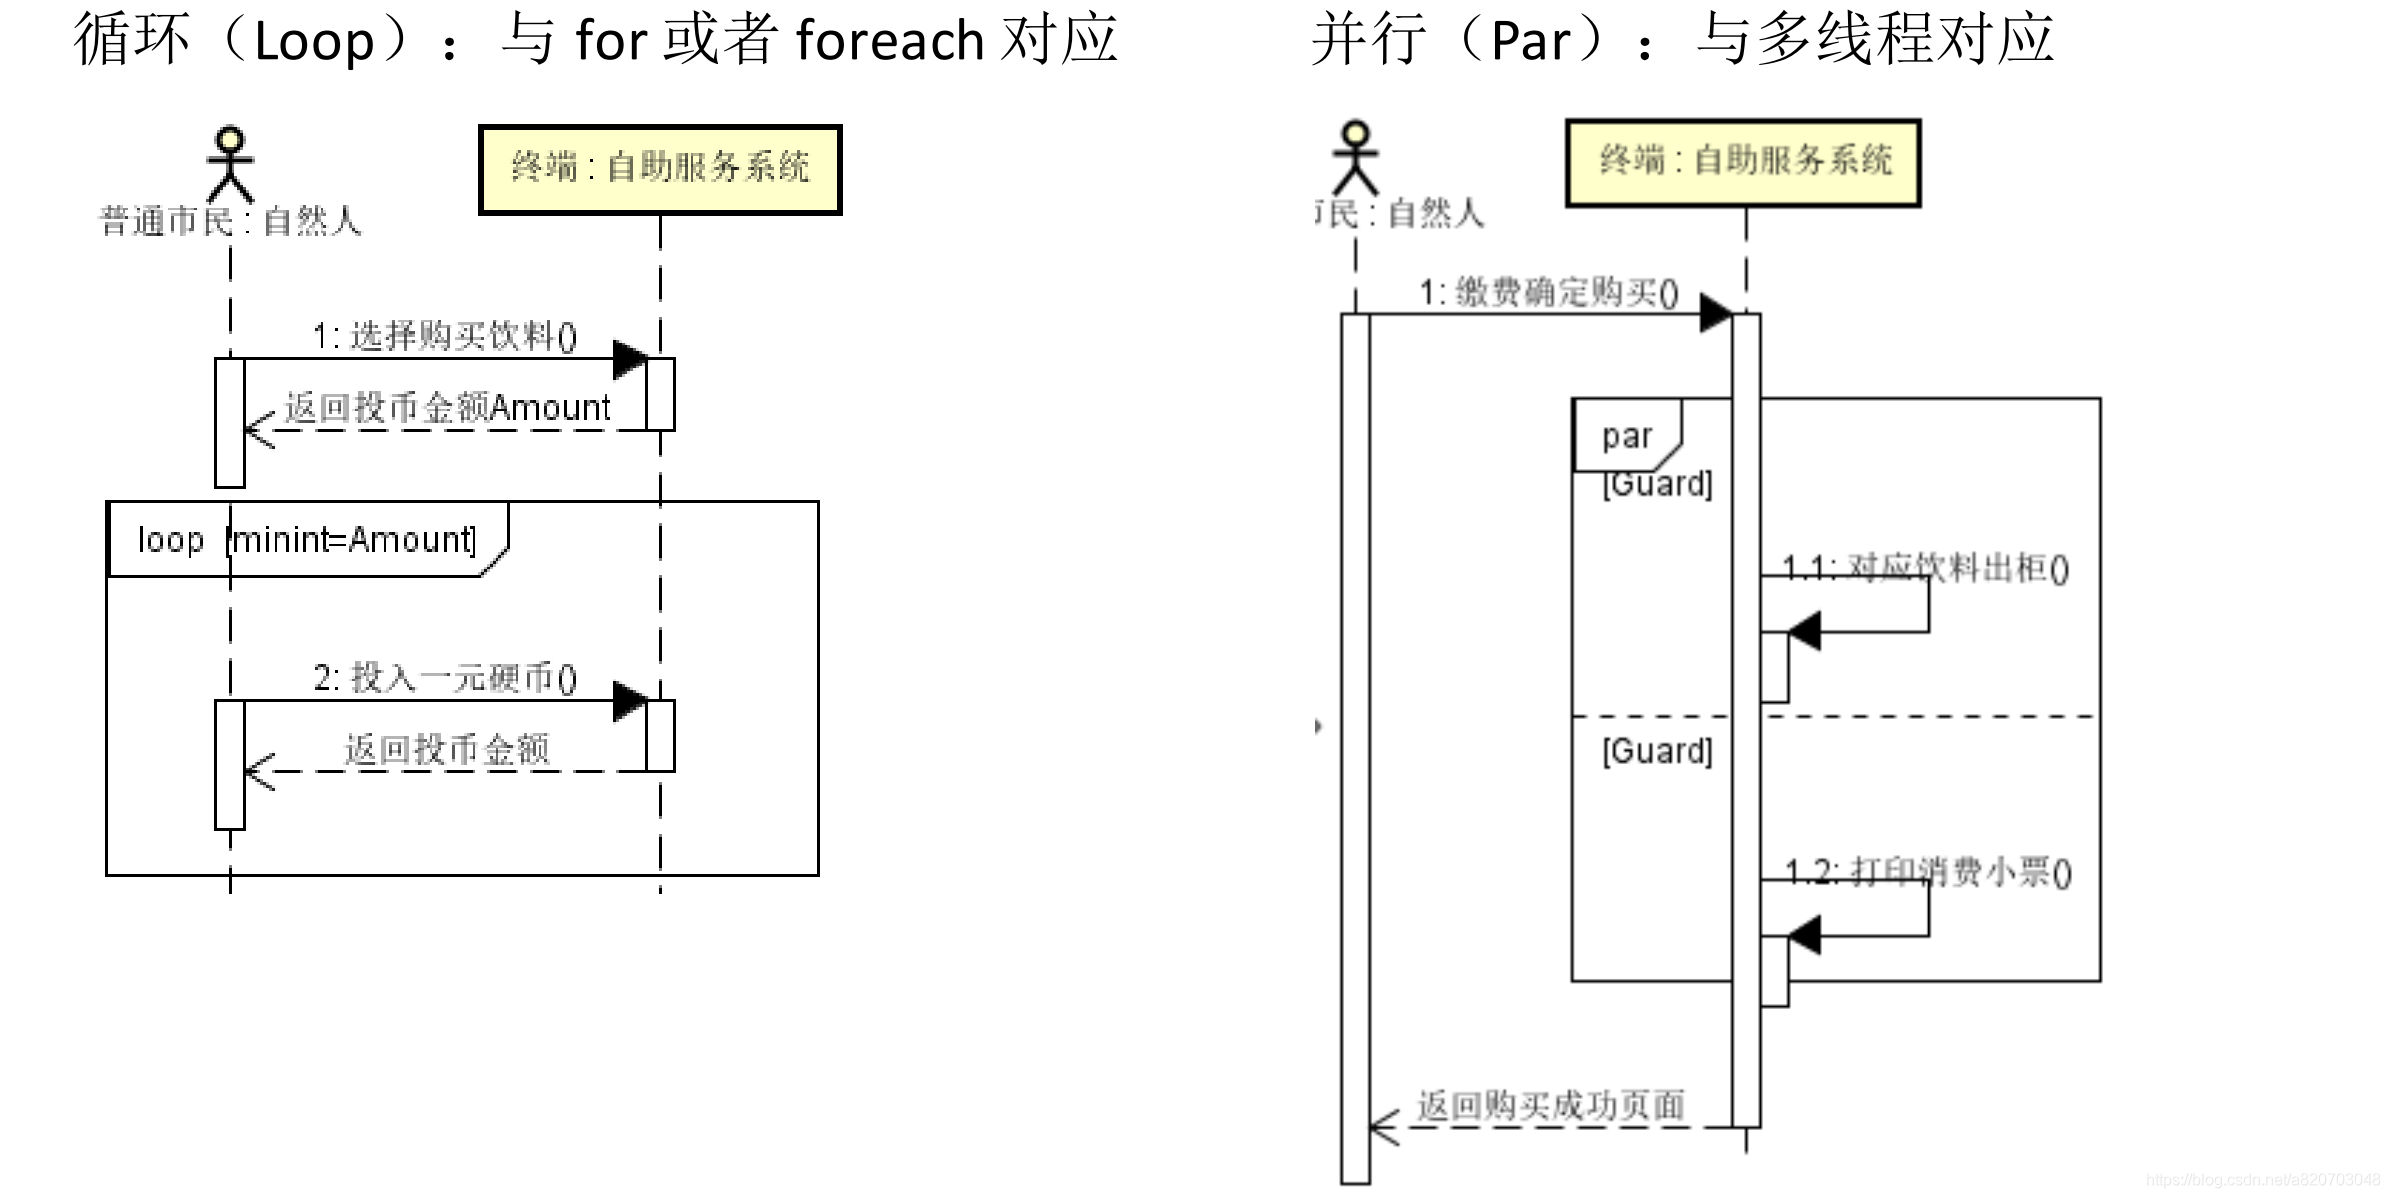 循环（Loop）：与 for 或者 foreach 对应
终端 : 自助服务系统
普通市民 : 自然人
1: 选择购买饮料()
返回投币金额Amount
loop [minint=Amount]
2: 投入一元硬币()
返回投币金额
并行（Par）：与多线程对应
终端 : 自助服务系统
市民 : 自然人
1: 缴费确定购买()
par
[Guard]
1.1: 对应饮料出柜()
[Guard]
1.2: 打印消费小票()
返回购买成功页面
https://blog.csdn.net/a820703048